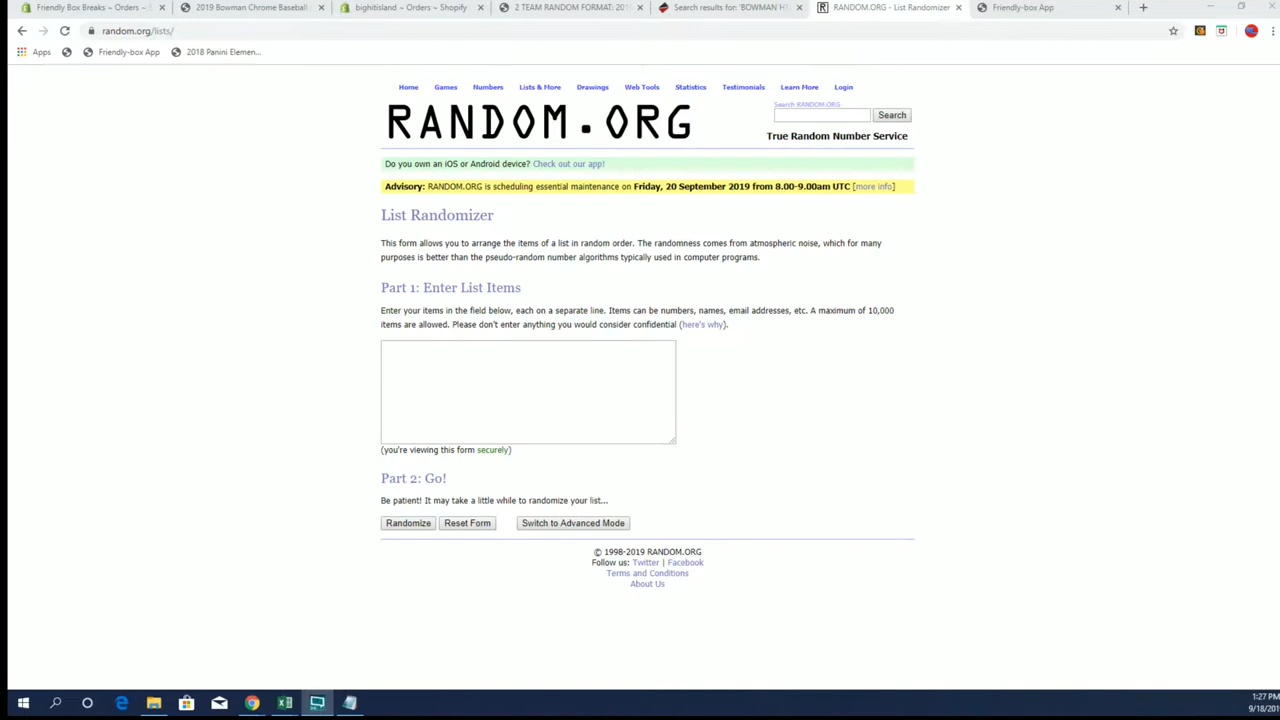 Friendly Box Breaks ~ Orders ~ S
2019 Bowman Chrome Baseball
bighitisland ~ Orders ~ Shopify
2 TEAM RANDOM FORMAT: 201
Search results for: 'BOWMAN H
RANDOM.ORG - List Randomizer
Friendly-box App
random.org/lists/
Apps
Friendly-box App
2018 Panini Elemen...
Home
Games
Numbers
Lists & More
Drawings
Web Tools
Statistics
Testimonials
Learn More
Login
RANDOM.ORG
Search RANDOM.ORG
Search
True Random Number Service
Do you own an iOS or Android device? Check out our app!
Advisory: RANDOM.ORG is scheduling essential maintenance on Friday, 20 September 2019 from 8.00-9.00am UTC [more info]
List Randomizer
This form allows you to arrange the items of a list in random order. The randomness comes from atmospheric noise, which for many
purposes is better than the pseudo-random number algorithms typically used in computer programs.
Part 1: Enter List Items
Enter your items in the field below, each on a separate line. Items can be numbers, names, email addresses, etc. A maximum of 10,000
items are allowed. Please don't enter anything you would consider confidential (here's why).
(you're viewing this form securely)
Part 2: Go!
Be patient! It may take a little while to randomize your list...
Randomize
Reset Form
Switch to Advanced Mode
© 1998-2019 RANDOM.ORG
Follow us: Twitter | Facebook
Terms and Conditions
About Us
1:27 PM
9/18/201